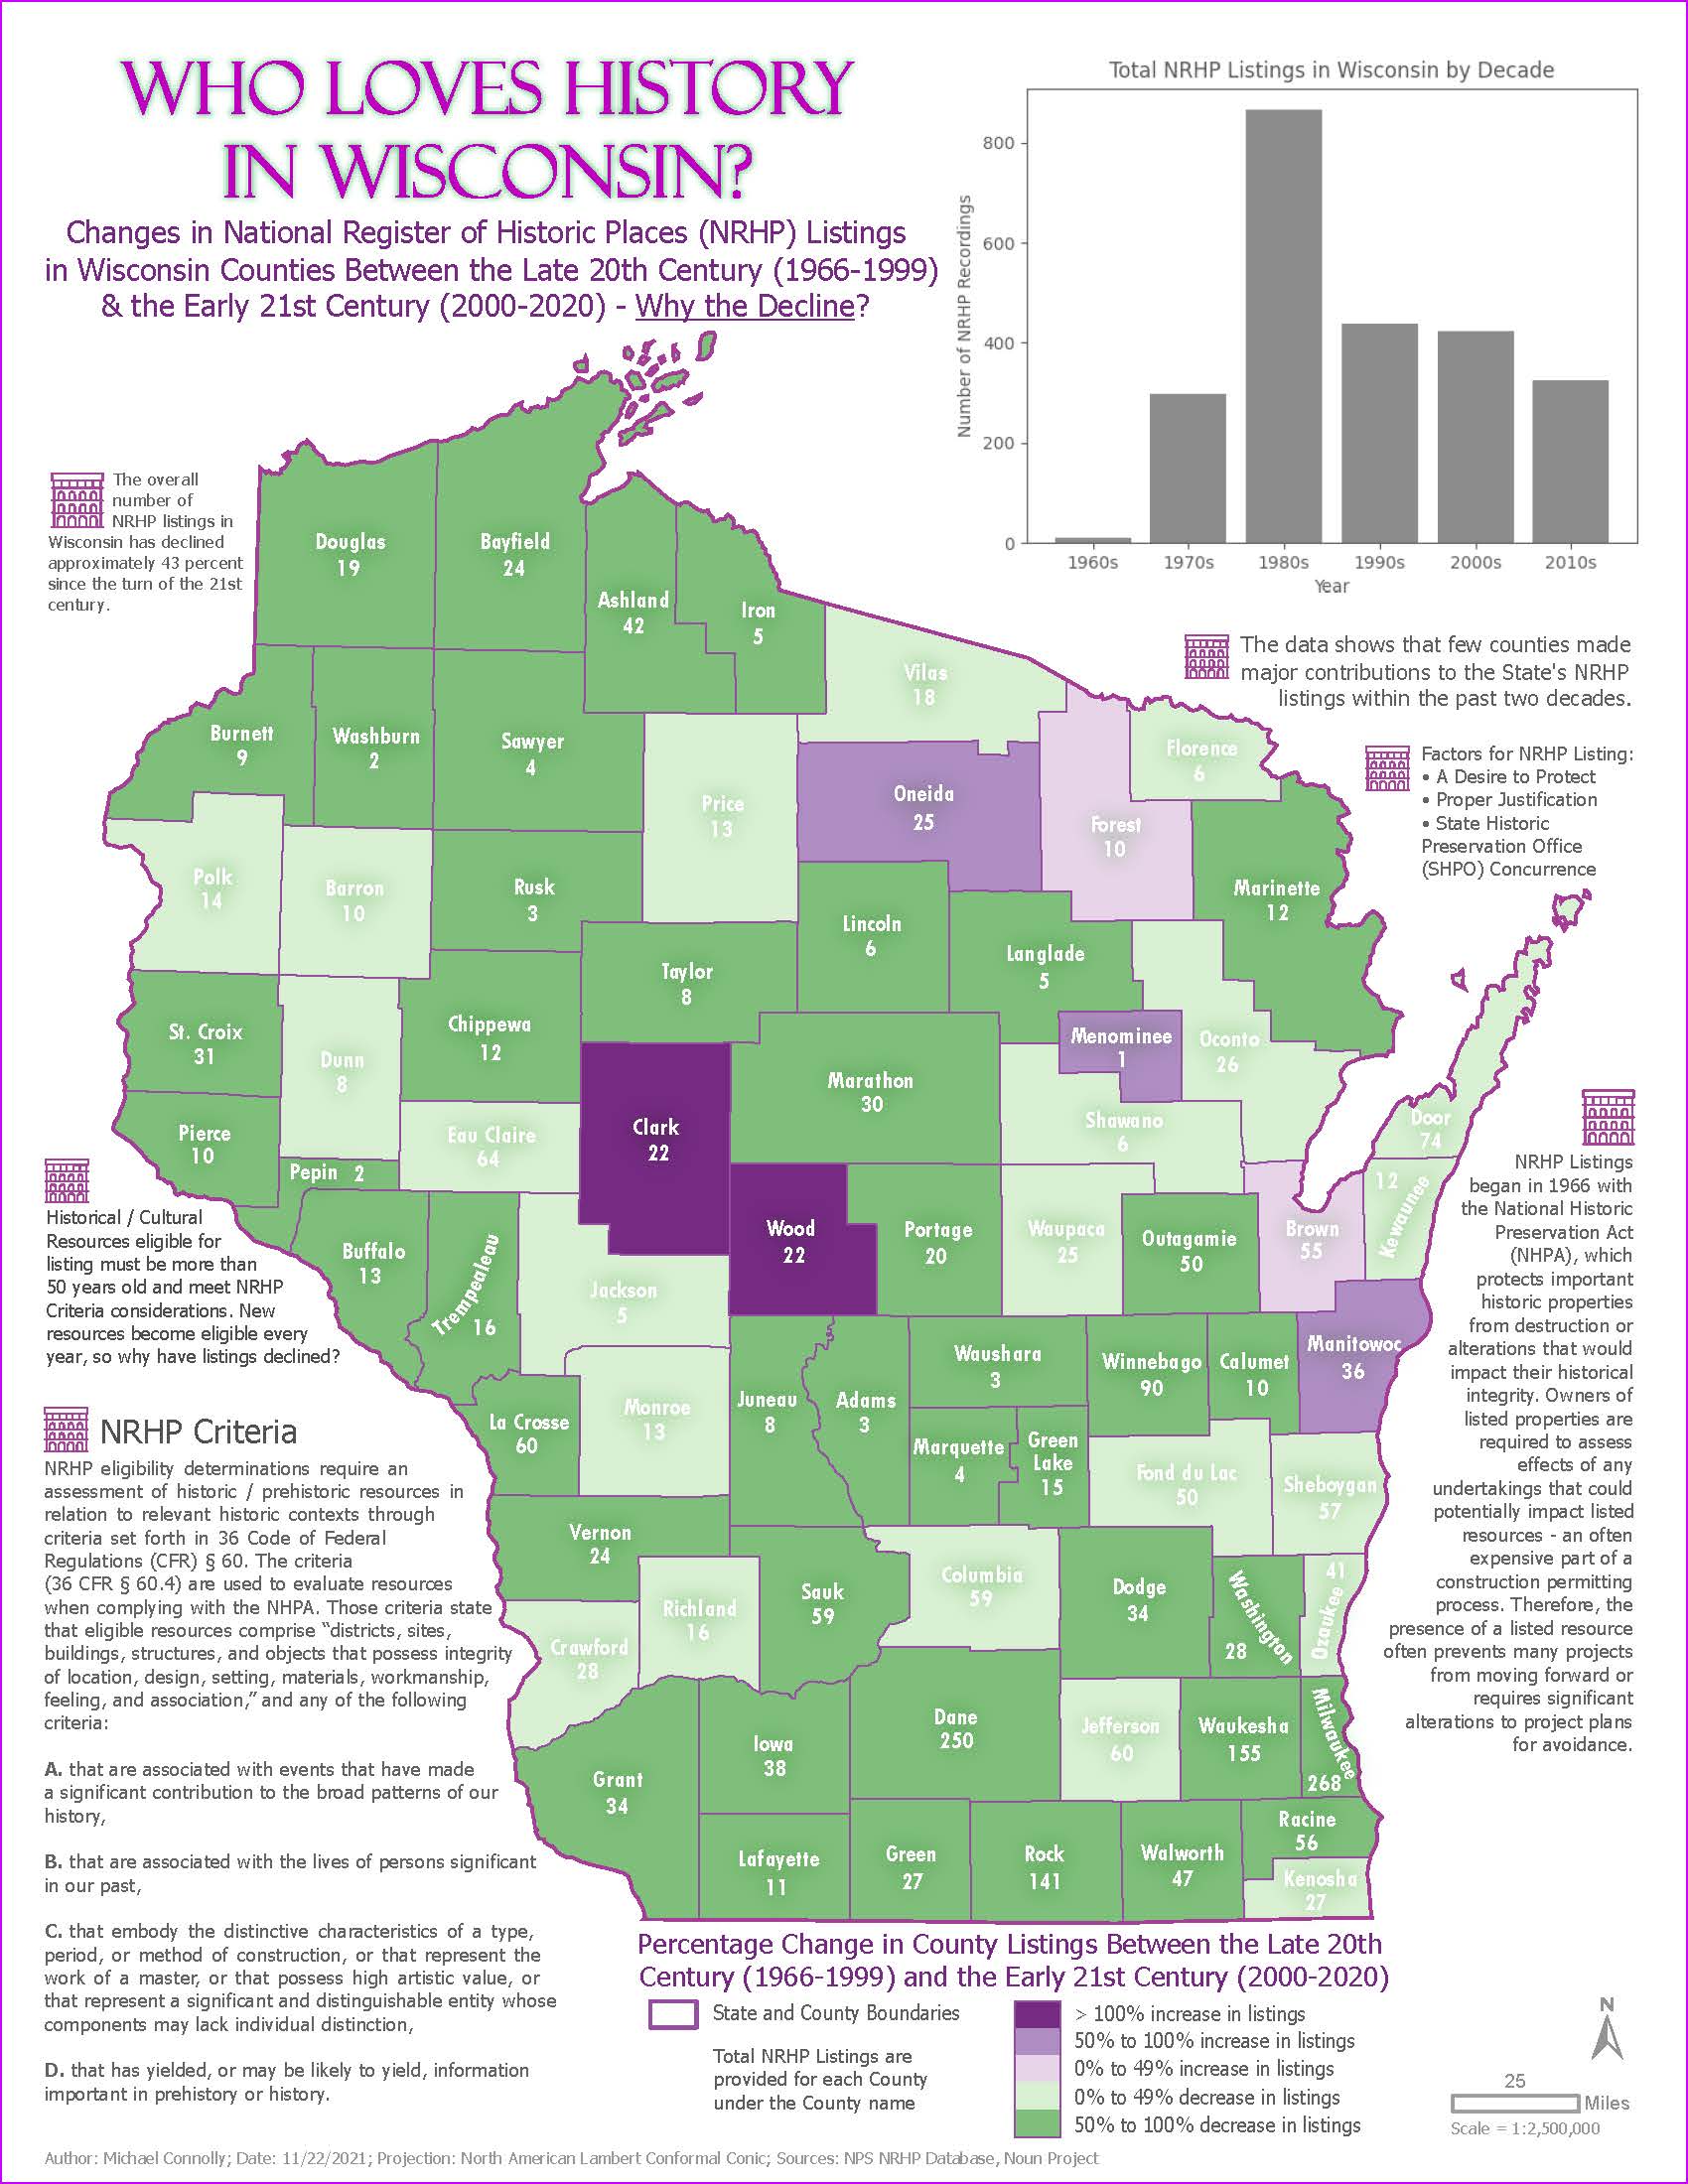 WHO LOVES HISTORY
IN WISCONSIN?
Changes in National Register of Historic Places (NRHP) Listings
in Wisconsin Counties Between the Late 20th Century (1966-1999)
& the Early 21st Century (2000-2020) - Why the Decline?
Total NRHP Listings in Wisconsin by Decade
Number of NRHP Recordings
800
600
400
200
0
1960s 1970s 1980s 1990s 2000s 2010s
Year
The overall
number of
NRHP listings in
Wisconsin has declined
approximately 43 percent
since the turn of the 21st
century.
The data shows that few counties made
major contributions to the State's NRHP
listings within the past two decades.
Factors for NRHP Listing:
• A Desire to Protect
• Proper Justification
• State Historic
Preservation Office
(SHPO) Concurrence
Douglas
19
Bayfield
24
Ashland
42
Iron
5
Vilas
18
Burnett
9
Washburn
2
Sawyer
4
Price
13
Oneida
25
Forest
10
Florence
6
Marinette
12
Polk
14
Barron
10
Rusk
3
Lincoln
6
Langlade
5
Taylor
8
St. Croix
31
Dunn
8
Chippewa
12
Clark
22
Marathon
30
Menominee
1
Oconto
26
Shawano
6
Door
74
Pierce
10
Pepin 2
Eau Claire
64
Wood
22
Portage
20
Waupaca
25
Outagamie
50
Brown
55
12
Kewaunee
Buffalo
13
Trempealeau
16
Jackson
5
Waushara
3
Winnebago
90
Calumet
10
Manitowoc
36
La Crosse
60
Monroe
13
Juneau
8
Adams
3
Marquette
4
Green
Lake
15
Fond du Lac
50
Sheboygan
57
Vernon
24
Richland
16
Sauk
59
Columbia
59
Dodge
34
Washington
28
41
Ozaukee
Crawford
28
Grant
34
Iowa
38
Dane
250
Jefferson
60
Waukesha
155
Milwaukee
268
Lafayette
11
Green
27
Rock
141
Walworth
47
Racine
56
Kenosha
27
Historical / Cultural
Resources eligible for
listing must be more than
50 years old and meet NRHP
Criteria considerations. New
resources become eligible every
year, so why have listings declined?
NRHP Criteria
NRHP eligibility determinations require an
assessment of historic / prehistoric resources in
relation to relevant historic contexts through
criteria set forth in 36 Code of Federal
Regulations (CFR) § 60. The criteria
(36 CFR § 60.4) are used to evaluate resources
when complying with the NHPA. Those criteria state
that eligible resources comprise “districts, sites,
buildings, structures, and objects that possess integrity
of location, design, setting, materials, workmanship,
feeling, and association,” and any of the following
criteria:
A. that are associated with events that have made
a significant contribution to the broad patterns of our
history,
B. that are associated with the lives of persons significant
in our past,
C. that embody the distinctive characteristics of a type,
period, or method of construction, or that represent the
work of a master, or that possess high artistic value, or
that represent a significant and distinguishable entity whose
components may lack individual distinction,
D. that has yielded, or may be likely to yield, information
important in prehistory or history.
NRHP Listings
began in 1966 with
the National Historic
Preservation Act
(NHPA), which
protects important
historic properties
from destruction or
alterations that would
impact their historical
integrity. Owners of
listed properties are
required to assess
effects of any
undertakings that could
potentially impact listed
resources - an often
expensive part of a
construction permitting
process. Therefore, the
presence of a listed resource
often prevents many projects
from moving forward or
requires significant
alterations to project plans
for avoidance.
Percentage Change in County Listings Between the Late 20th
Century (1966-1999) and the Early 21st Century (2000-2020)
State and County Boundaries
Total NRHP Listings are
provided for each County
under the County name
> 100% increase in listings
50% to 100% increase in listings
0% to 49% increase in listings
0% to 49% decrease in listings
50% to 100% decrease in listings
N
25
Miles
Scale = 1:2,500,000
Author: Michael Connolly; Date: 11/22/2021; Projection: North American Lambert Conformal Conic; Sources: NPS NRHP Database, Noun Project